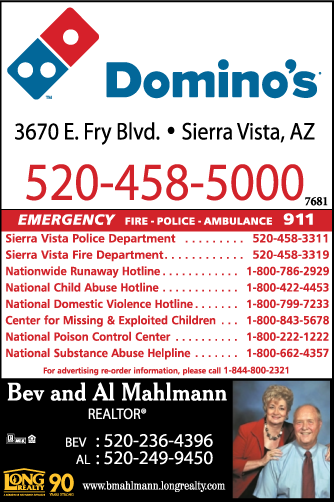 Domino's
3670 E. Fry Blvd. • Sierra Vista, AZ
520-458-5000
7681
EMERGENCY FIRE - POLICE - AMBULANCE 911
Sierra Vista Police Department ......... 520-458-3311
Sierra Vista Fire Department............ 520-458-3319
Nationwide Runaway Hotline............ 1-800-786-2929
National Child Abuse Hotline ............ 1-800-422-4453
National Domestic Violence Hotline....... 1-800-799-7233
Center for Missing & Exploited Children ... 1-800-843-5678
National Poison Control Center .......... 1-800-222-1222
National Substance Abuse Helpline ....... 1-800-662-4357
For advertising re-order information, please call 1-844-800-2321
Bev and Al Mahlmann
REALTOR®
BEV : 520-236-4396
AL : 520-249-9450
LONG REALTY 90 YEARS STRONG
www.bmahlmann.longrealty.com